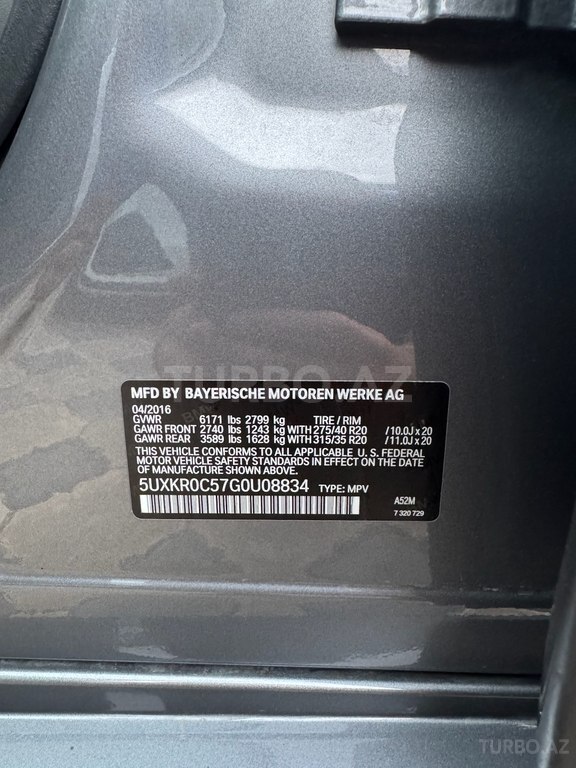 TURBO.AZ
MFD BY BAYERISCHE MOTOREN WERKE AG
04/2016
GVWR 6171 lbs 2799 kg TIRE / RIM
GAWR FRONT 2740 lbs 1243 kg WITH 275/40 R20 /10.0J x 20
GAWR REAR 3589 lbs 1628 kg WITH 315/35 R20 /11.0J x 20
THIS VEHICLE CONFORMS TO ALL APPLICABLE U. S. FEDERAL
MOTOR VEHICLE SAFETY STANDARDS IN EFFECT ON THE DATE
OF MANUFACTURE SHOWN ABOVE.
5UXKR0C57G0U08834 TYPE: MPV
A52M
7 320 729
TURBO.AZ